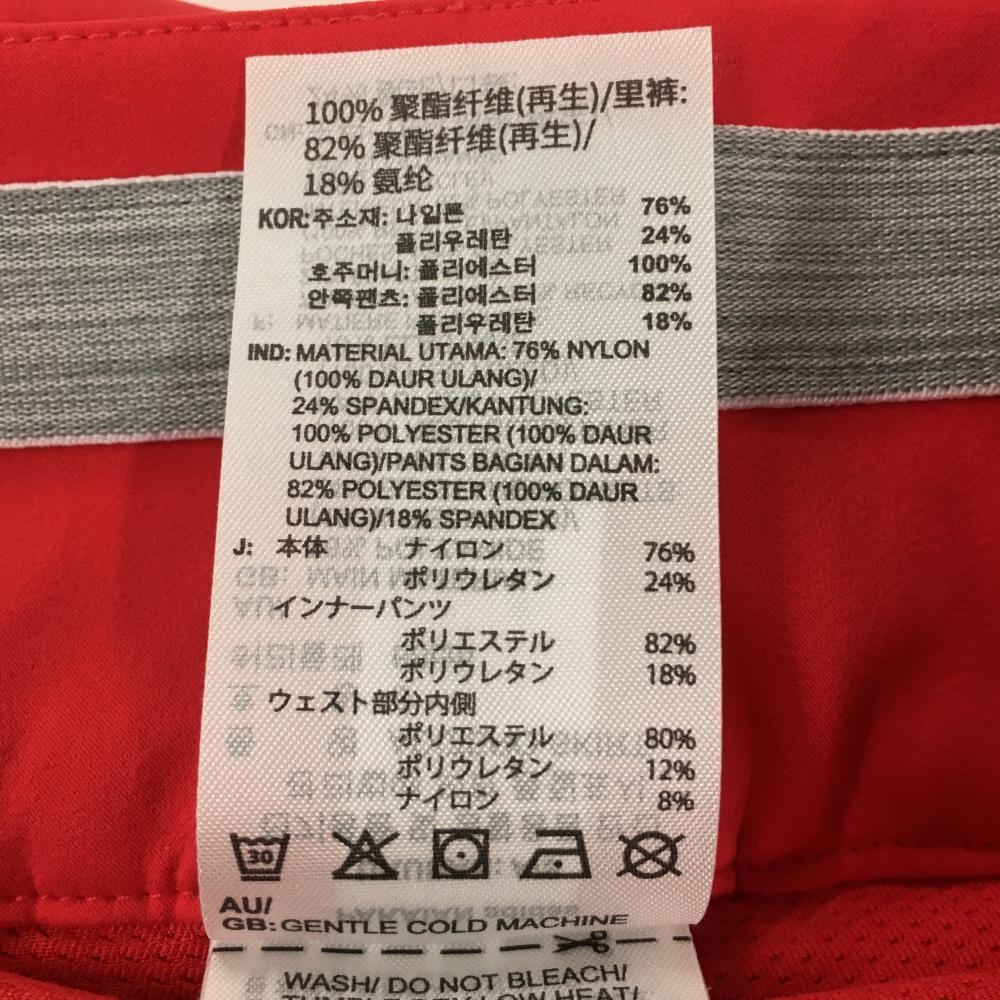 100% 聚酯纤维(再生)/里裤:
82% 聚酯纤维(再生)/
18% 氨纶
KOR: 주소재: 나일론 76%
폴리우레탄 24%
호주머니: 폴리에스터 100%
안쪽팬츠: 폴리에스터 82%
폴리우레탄 18%
IND: MATERIAL UTAMA: 76% NYLON
(100% DAUR ULANG)/
24% SPANDEX/KANTUNG:
100% POLYESTER (100% DAUR
ULANG)/PANTS BAGIAN DALAM:
82% POLYESTER (100% DAUR
ULANG)/18% SPANDEX
J: 本体 ナイロン 76%
ポリウレタン 24%
インナーパンツ
ポリエステル 82%
ポリウレタン 18%
ウェスト部分内側
ポリエステル 80%
ポリウレタン 12%
ナイロン 8%
30
AU/
GB: GENTLE COLD MACHINE
WASH/ DO NOT BLEACH/
TUMBLE DRY LOW HEAT/